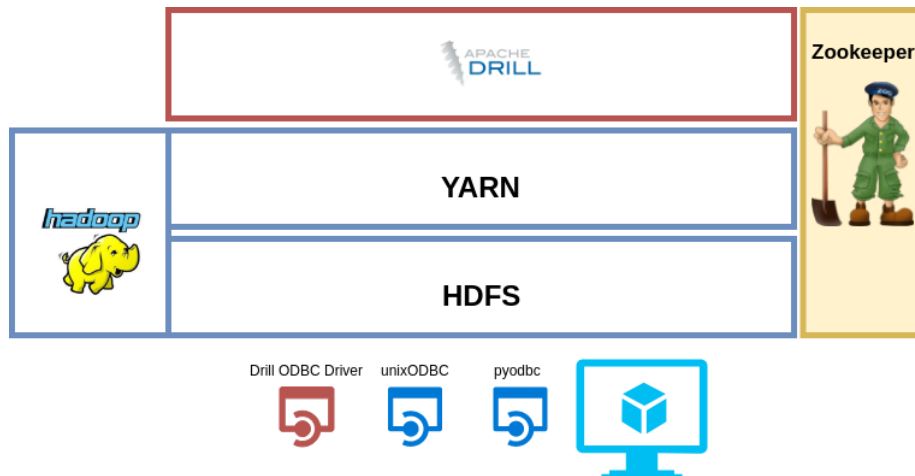 APACHE
DRILL
Zookeeper
YARN
hadoop
HDFS
Drill ODBC Driver
unixODBC
pyodbc